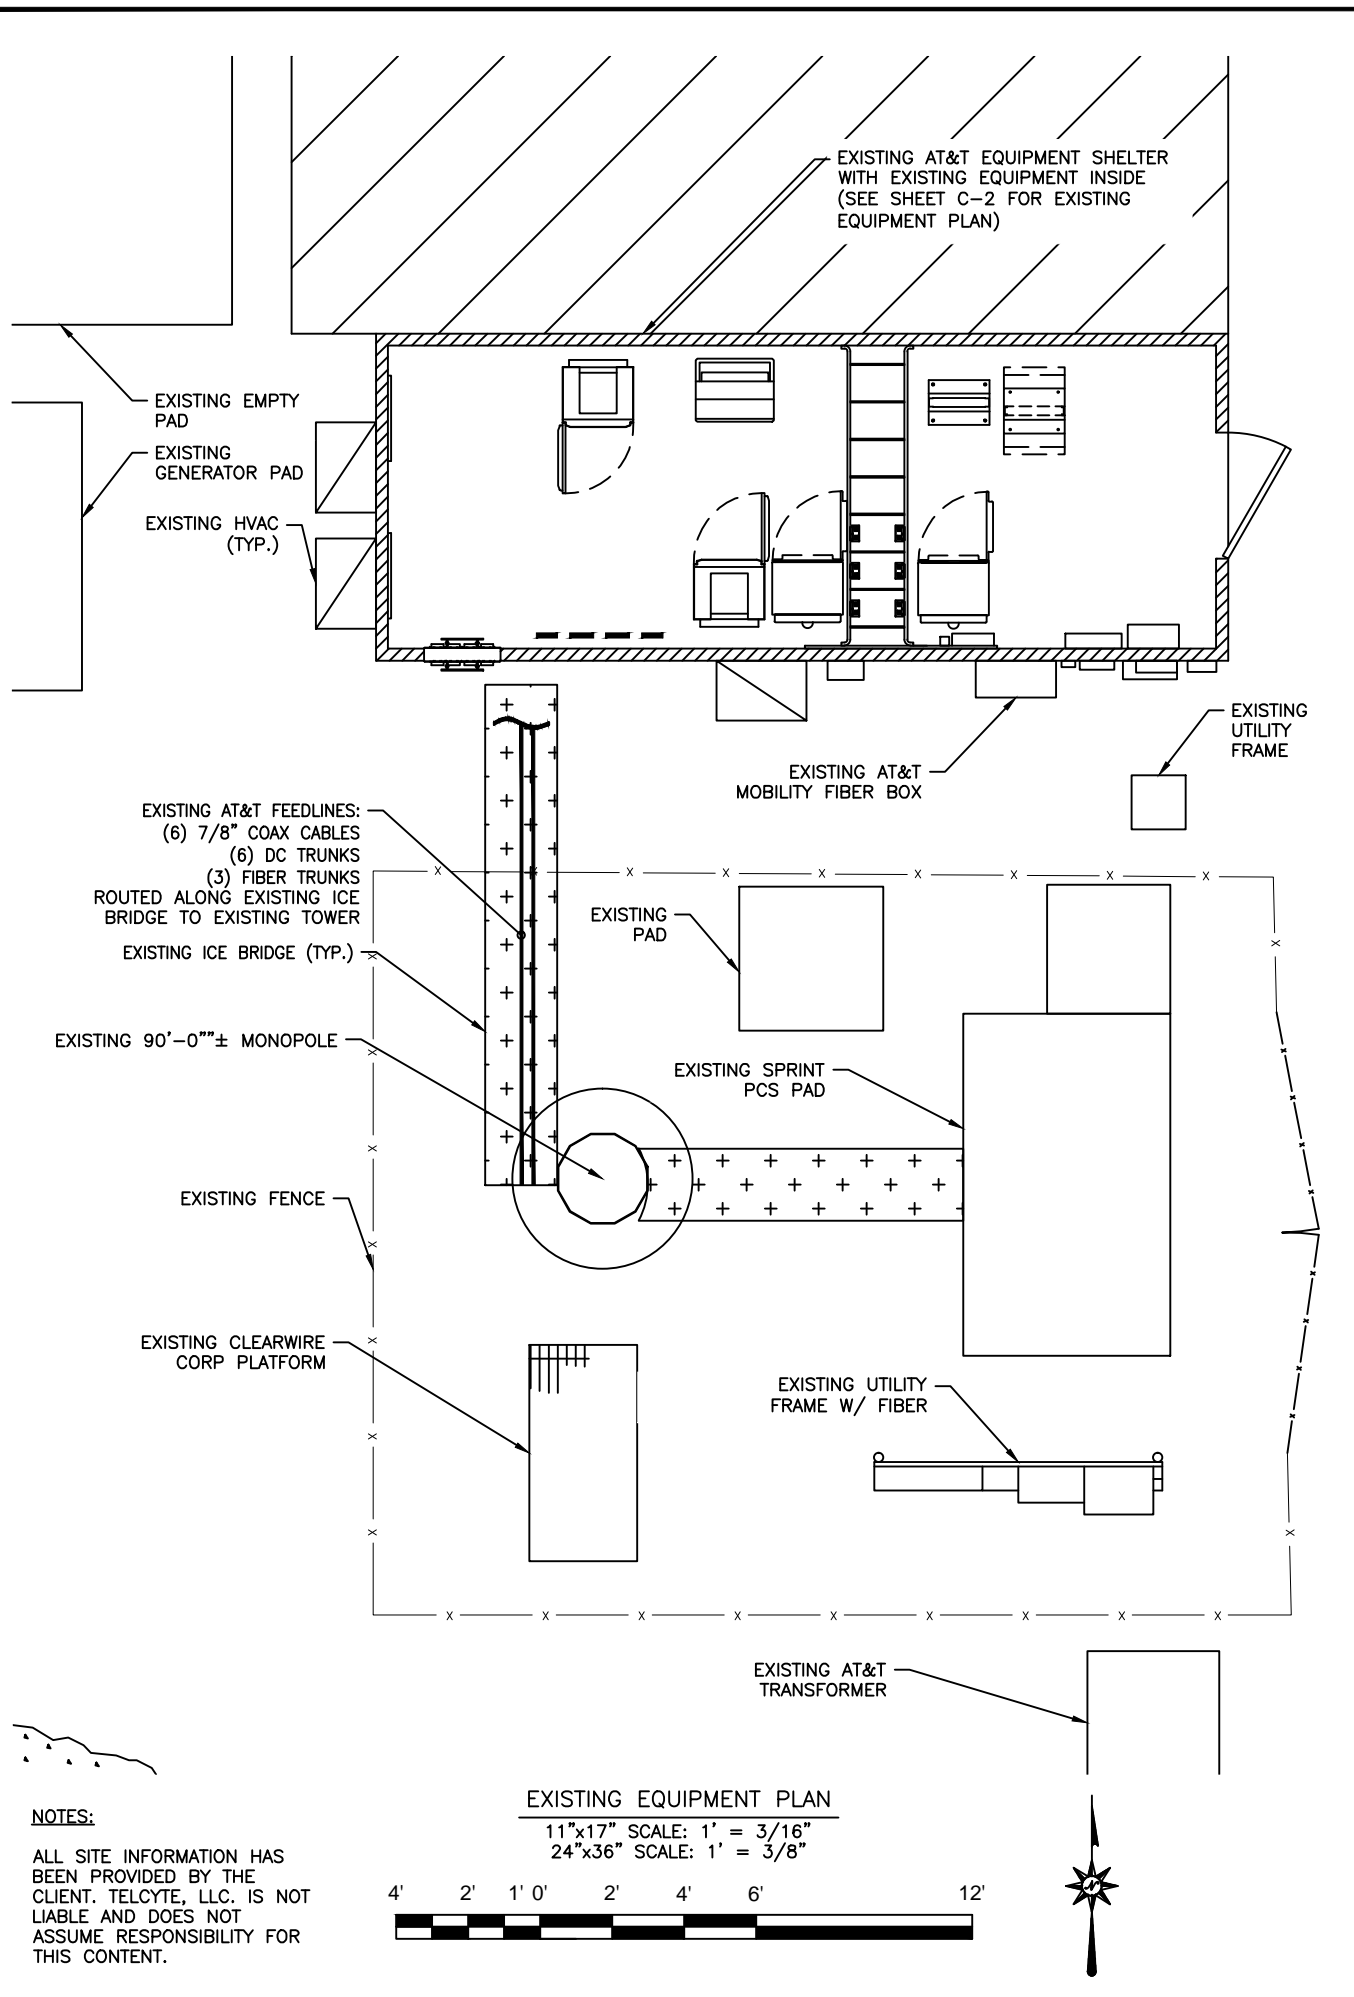 EXISTING AT&T EQUIPMENT SHELTER
WITH EXISTING EQUIPMENT INSIDE
(SEE SHEET C-2 FOR EXISTING
EQUIPMENT PLAN)
EXISTING EMPTY
PAD
EXISTING
GENERATOR PAD
EXISTING HVAC
(TYP.)
EXISTING
UTILITY
FRAME
EXISTING AT&T
MOBILITY FIBER BOX
EXISTING AT&T FEEDLINES:
(6) 7/8" COAX CABLES
(6) DC TRUNKS
(3) FIBER TRUNKS
ROUTED ALONG EXISTING ICE
BRIDGE TO EXISTING TOWER
EXISTING
PAD
EXISTING ICE BRIDGE (TYP.)
EXISTING 90'-0""± MONOPOLE
EXISTING SPRINT
PCS PAD
EXISTING FENCE
EXISTING CLEARWIRE
CORP PLATFORM
EXISTING UTILITY
FRAME W/ FIBER
EXISTING AT&T
TRANSFORMER
EXISTING EQUIPMENT PLAN
11"x17" SCALE: 1' = 3/16"
24"x36" SCALE: 1' = 3/8"
4' 2' 1' 0' 2' 4' 6' 12'
N
NOTES:
ALL SITE INFORMATION HAS
BEEN PROVIDED BY THE
CLIENT. TELCYTE, LLC. IS NOT
LIABLE AND DOES NOT
ASSUME RESPONSIBILITY FOR
THIS CONTENT.